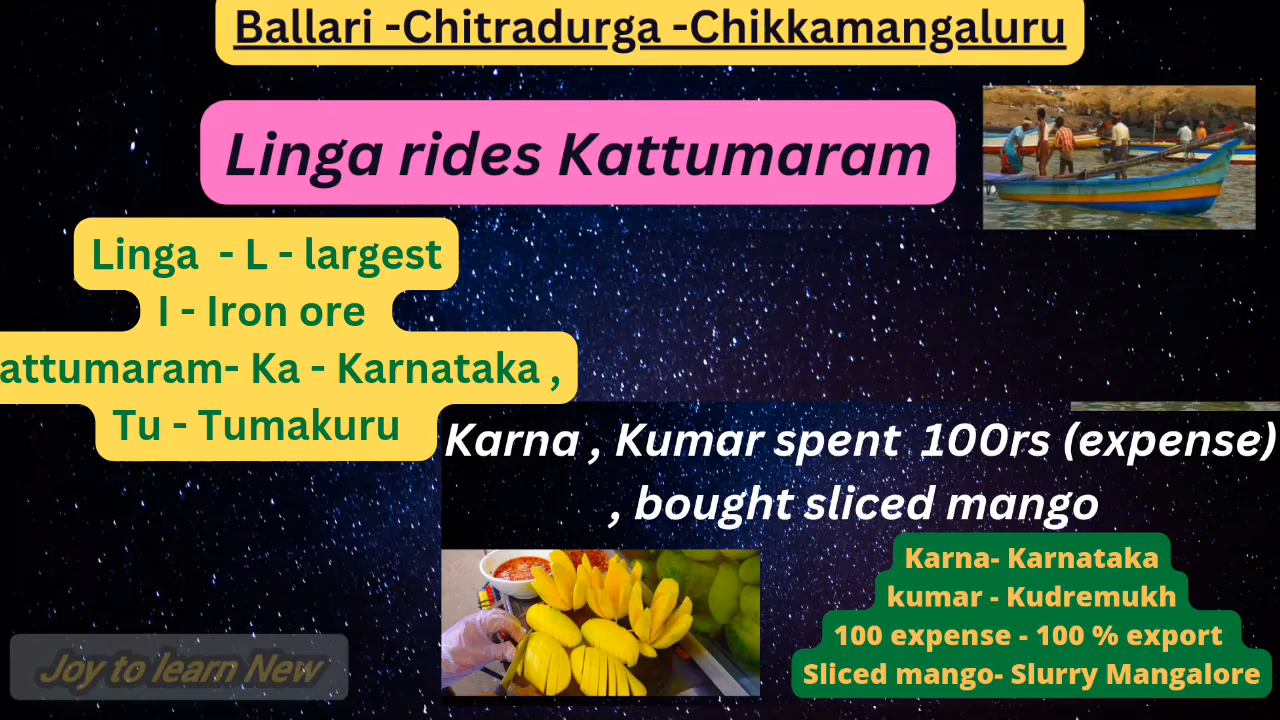 Ballari -Chitradurga -Chikkamangaluru
Linga rides Kattumaram
Linga - L - largest
I - Iron ore
attumaram- Ka - Karnataka ,
Tu - Tumakuru
Karna , Kumar spent 100rs (expense)
, bought sliced mango
Karna- Karnataka
kumar - Kudremukh
100 expense - 100 % export
Sliced mango- Slurry Mangalore
Joy to learn New